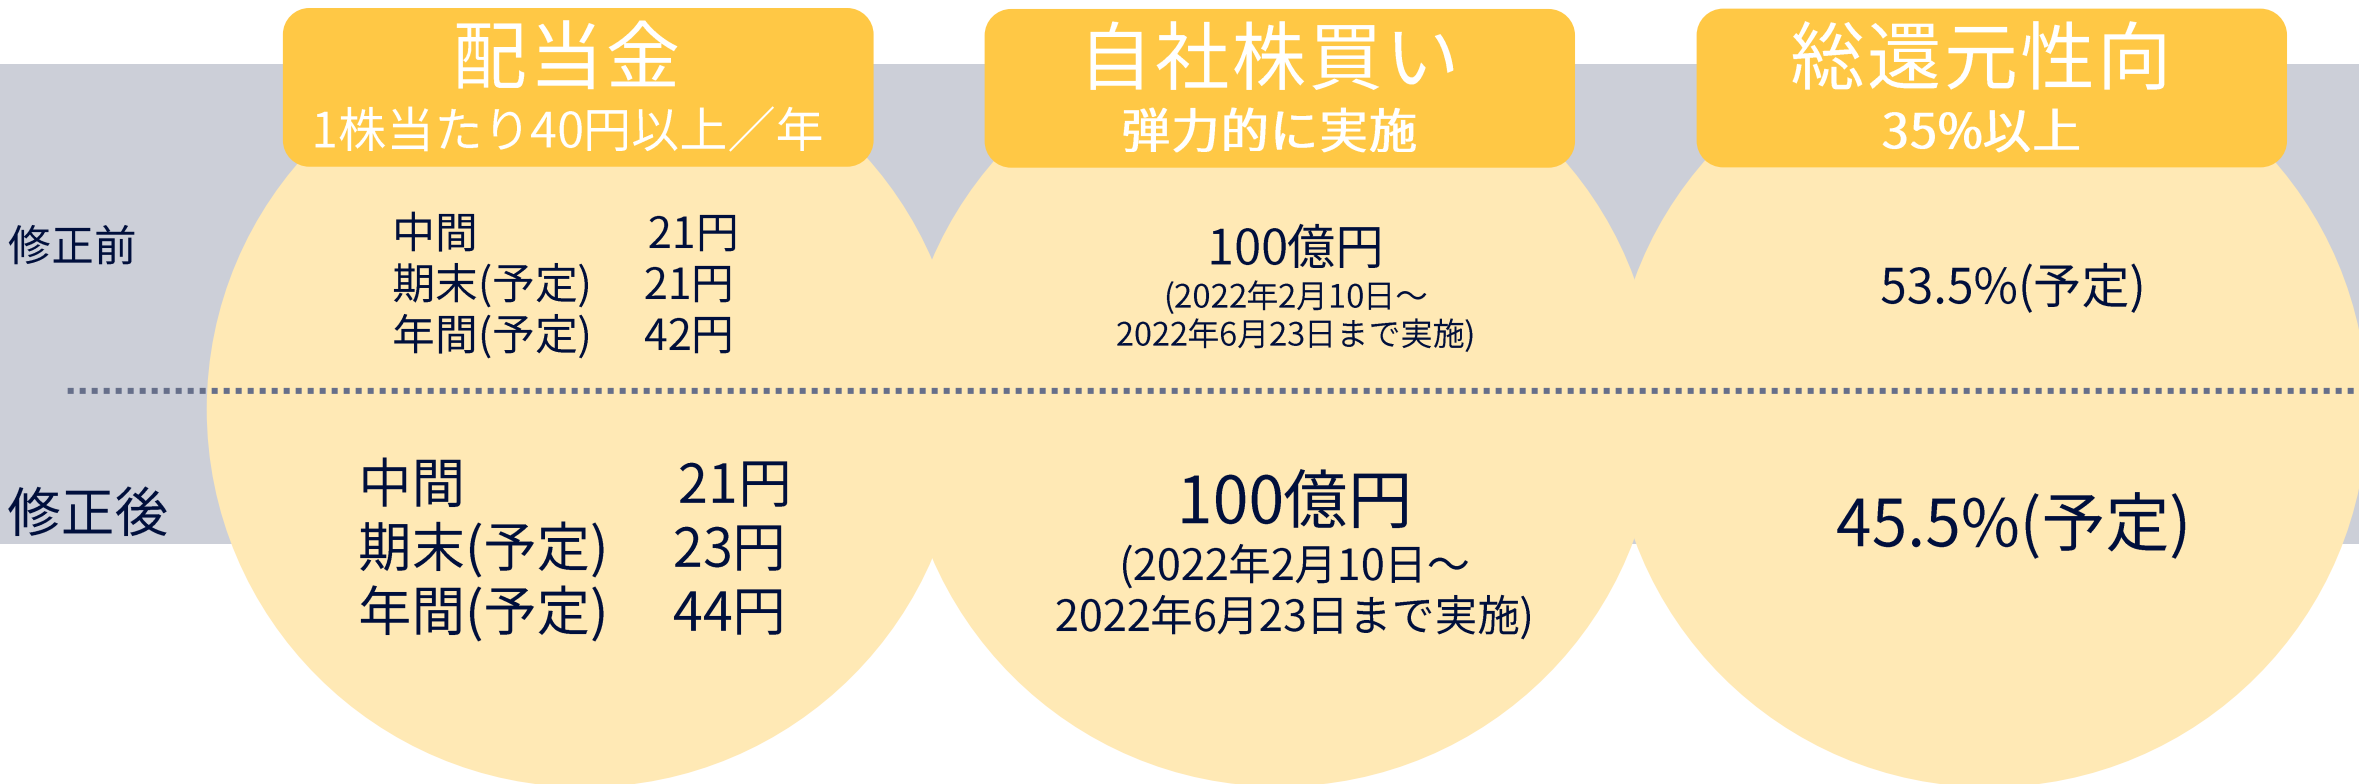 配当金
1株当たり40円以上／年
自社株買い
弾力的に実施
総還元性向
35%以上
修正前
中間 21円
期末(予定) 21円
年間(予定) 42円
100億円
(2022年2月10日～
2022年6月23日まで実施)
53.5%(予定)
修正後
中間 21円
期末(予定) 23円
年間(予定) 44円
100億円
(2022年2月10日～
2022年6月23日まで実施)
45.5%(予定)